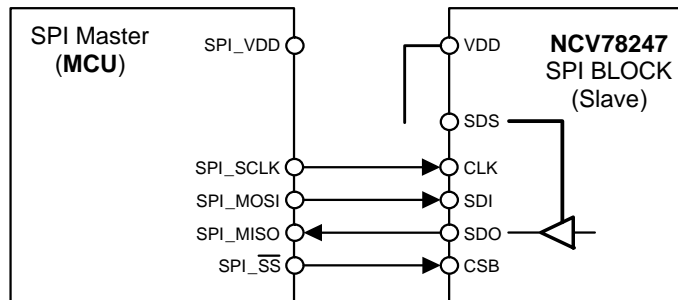 SPI Master
(MCU)
SPI_VDD
SPI_SCLK
SPI_MOSI
SPI_MISO
SPI_SS
VDD
SDS
CLK
SDI
SDO
CSB
NCV78247
SPI BLOCK
(Slave)